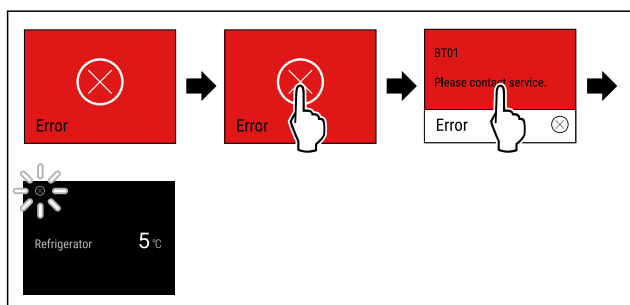 Error
Error
BT01
Please contact service.
Error
Refrigerator 5 °C